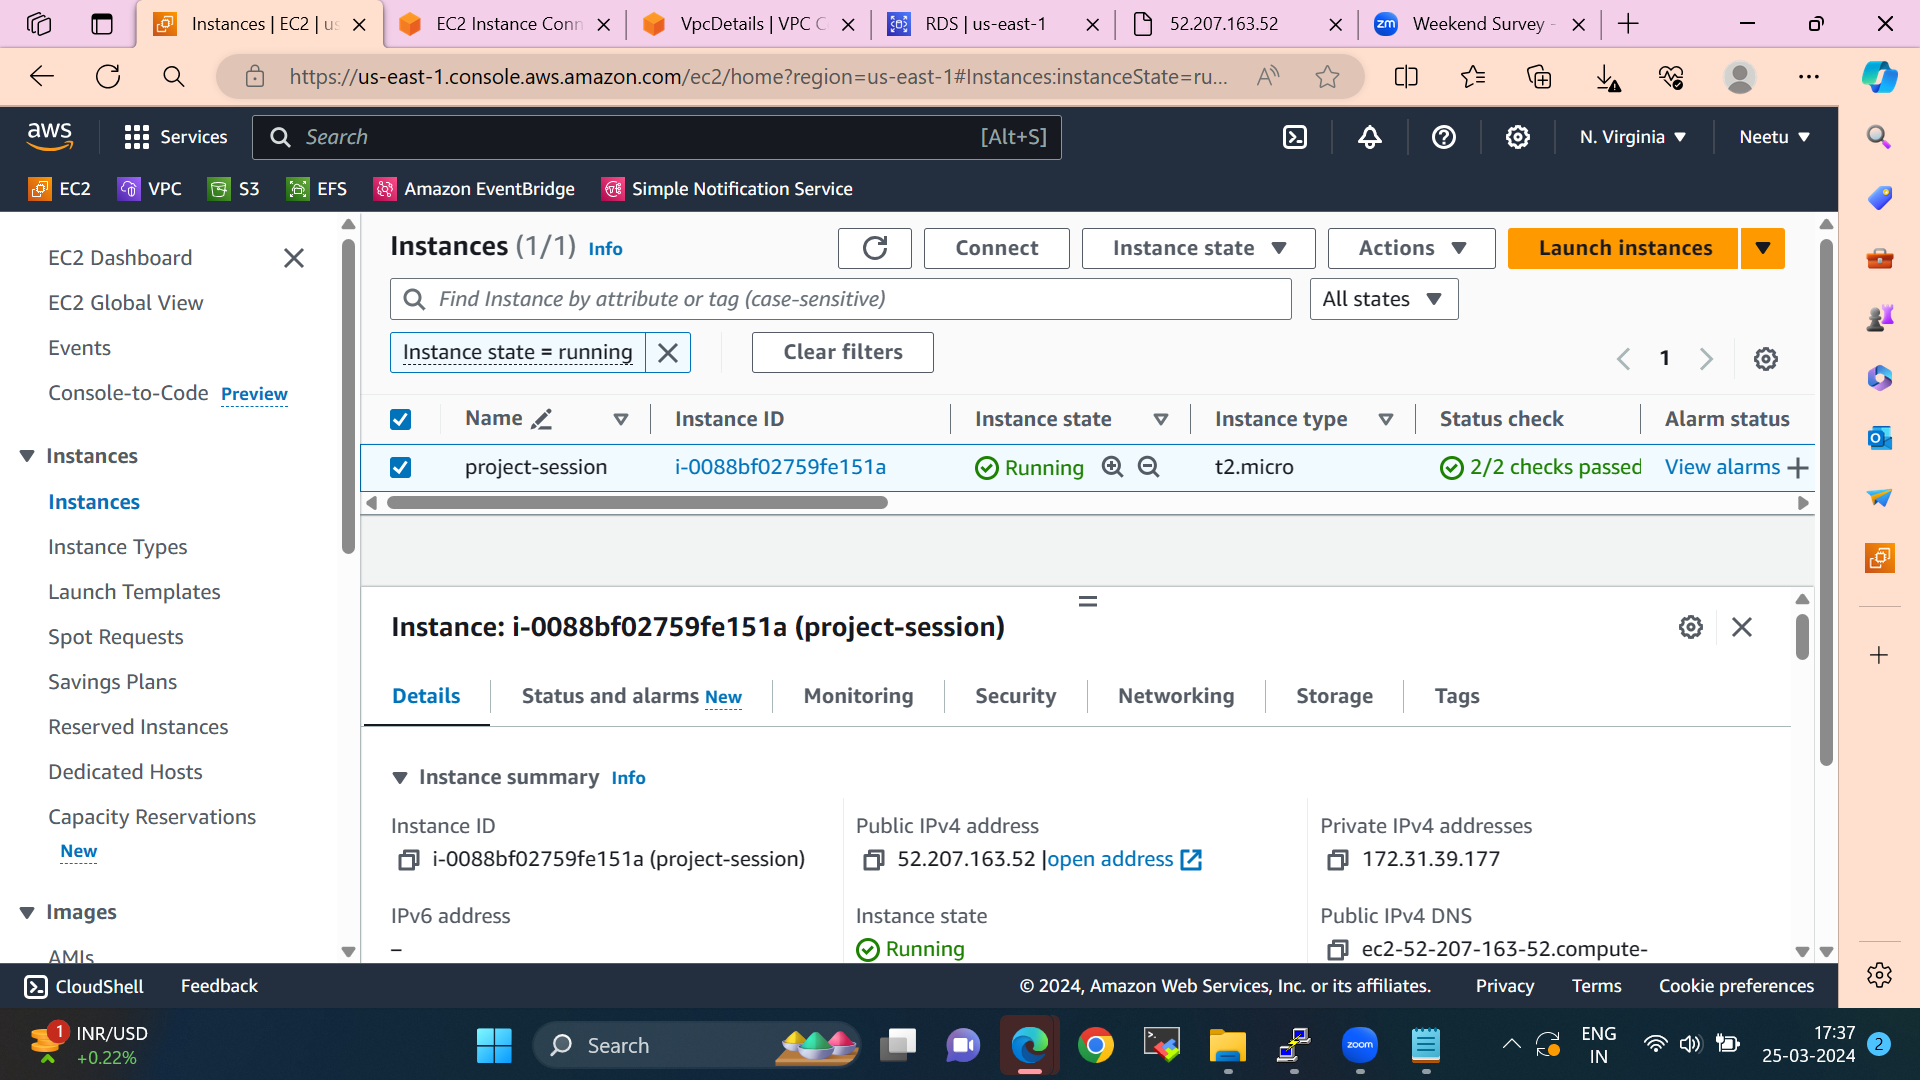 Instances | EC2 | us
EC2 Instance Conn
VpcDetails | VPC C
RDS | us-east-1
52.207.163.52
zm Weekend Survey -
https://us-east-1.console.aws.amazon.com/ec2/home?region=us-east-1#Instances:instanceState=ru...
aws
Services
Search
[Alt+S]
N. Virginia
Neetu
EC2
VPC
S3
EFS
Amazon EventBridge
Simple Notification Service
EC2 Dashboard
EC2 Global View
Events
Console-to-Code Preview
Instances
Instances
Instance Types
Launch Templates
Spot Requests
Savings Plans
Reserved Instances
Dedicated Hosts
Capacity Reservations
New
Images
AMIs
Instances (1/1) Info
Connect
Instance state
Actions
Launch instances
Find Instance by attribute or tag (case-sensitive)
All states
Instance state = running
Clear filters
1
Name
Instance ID
Instance state
Instance type
Status check
Alarm status
project-session
i-0088bf02759fe151a
Running
t2.micro
2/2 checks passed
View alarms
Instance: i-0088bf02759fe151a (project-session)
Details
Status and alarms New
Monitoring
Security
Networking
Storage
Tags
Instance summary Info
Instance ID
i-0088bf02759fe151a (project-session)
Public IPv4 address
52.207.163.52 |open address
Private IPv4 addresses
172.31.39.177
IPv6 address
–
Instance state
Running
Public IPv4 DNS
ec2-52-207-163-52.compute-
CloudShell
Feedback
© 2024, Amazon Web Services, Inc. or its affiliates.
Privacy
Terms
Cookie preferences
1
INR/USD
+0.22%
Search
zoom
ENG
IN
17:37
25-03-2024
2